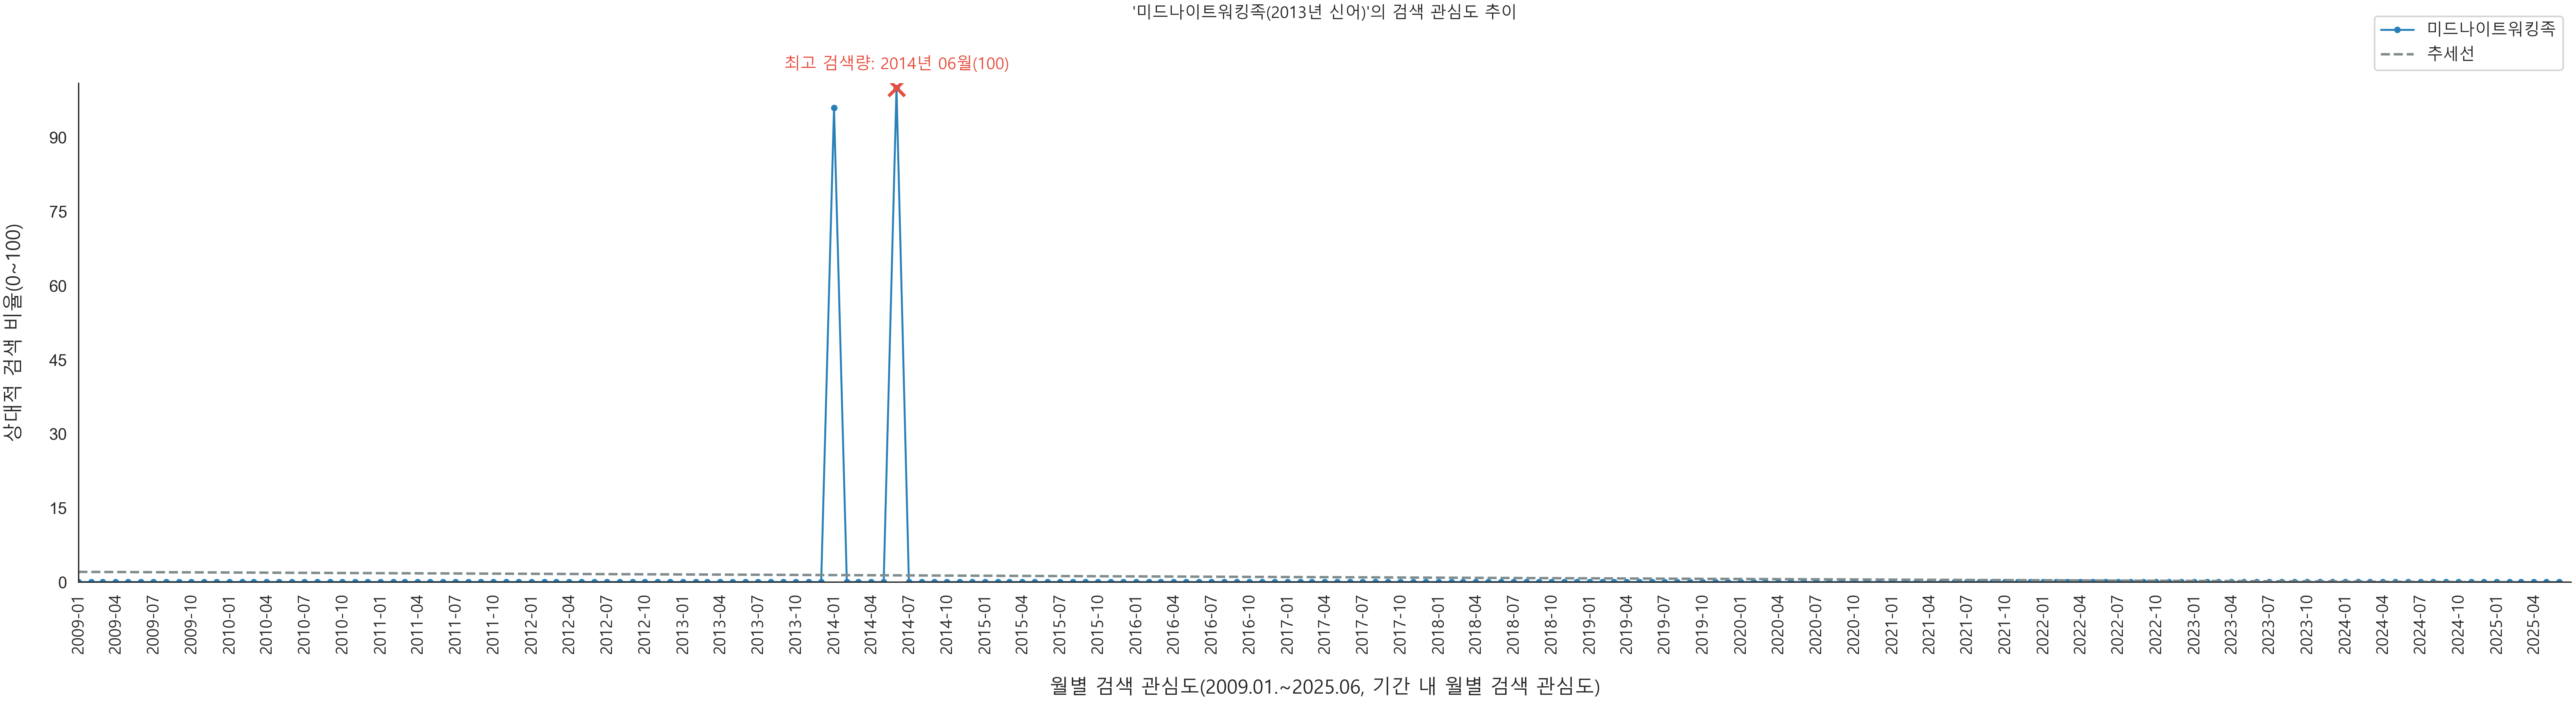 '미드나이트워킹족(2013년 신어)'의 검색 관심도 추이
미드나이트워킹족
추세선
최고 검색량: 2014년 06월(100)
상대적 검색 비율(0~100)
90
75
60
45
30
15
0
2009-01 2009-04 2009-07 2009-10 2010-01 2010-04 2010-07 2010-10 2011-01 2011-04 2011-07 2011-10 2012-01 2012-04 2012-07 2012-10 2013-01 2013-04 2013-07 2013-10 2014-01 2014-04 2014-07 2014-10 2015-01 2015-04 2015-07 2015-10 2016-01 2016-04 2016-07 2016-10 2017-01 2017-04 2017-07 2017-10 2018-01 2018-04 2018-07 2018-10 2019-01 2019-04 2019-07 2019-10 2020-01 2020-04 2020-07 2020-10 2021-01 2021-04 2021-07 2021-10 2022-01 2022-04 2022-07 2022-10 2023-01 2023-04 2023-07 2023-10 2024-01 2024-04 2024-07 2024-10 2025-01 2025-04
월별 검색 관심도(2009.01.~2025.06, 기간 내 월별 검색 관심도)